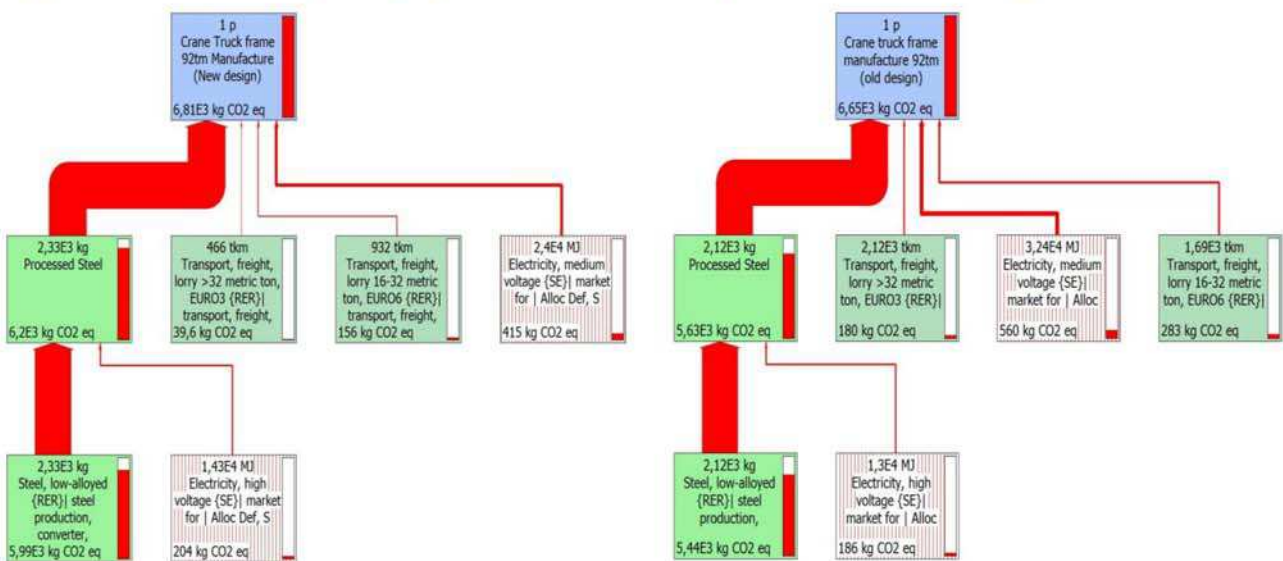 1 p
Crane Truck frame
92tm Manufacture
(New design)
6,81E3 kg CO2 eq
2,33E3 kg
Processed Steel
6,2E3 kg CO2 eq
466 tkm
Transport, freight,
lorry >32 metric ton,
EURO3 {RER}|
transport, freight,
39,6 kg CO2 eq
932 tkm
Transport, freight,
lorry 16-32 metric
ton, EURO6 {RER}|
transport, freight,
156 kg CO2 eq
2,4E4 MJ
Electricity, medium
voltage {SE}| market
for | Alloc Def, S
415 kg CO2 eq
2,33E3 kg
Steel, low-alloyed
{RER}| steel
production,
converter,
5,99E3 kg CO2 eq
1,43E4 MJ
Electricity, high
voltage {SE}| market
for | Alloc Def, S
204 kg CO2 eq
1 p
Crane truck frame
manufacture 92tm
(old design)
6,65E3 kg CO2 eq
2,12E3 kg
Processed Steel
5,63E3 kg CO2 eq
2,12E3 tkm
Transport, freight,
lorry >32 metric
ton, EURO3 {RER}|
180 kg CO2 eq
3,24E4 MJ
Electricity, medium
voltage {SE}|
market for | Alloc
560 kg CO2 eq
1,69E3 tkm
Transport, freight,
lorry 16-32 metric
ton, EURO6 {RER}|
283 kg CO2 eq
2,12E3 kg
Steel, low-alloyed
{RER}| steel
production,
5,44E3 kg CO2 eq
1,3E4 MJ
Electricity, high
voltage {SE}|
market for | Alloc
186 kg CO2 eq